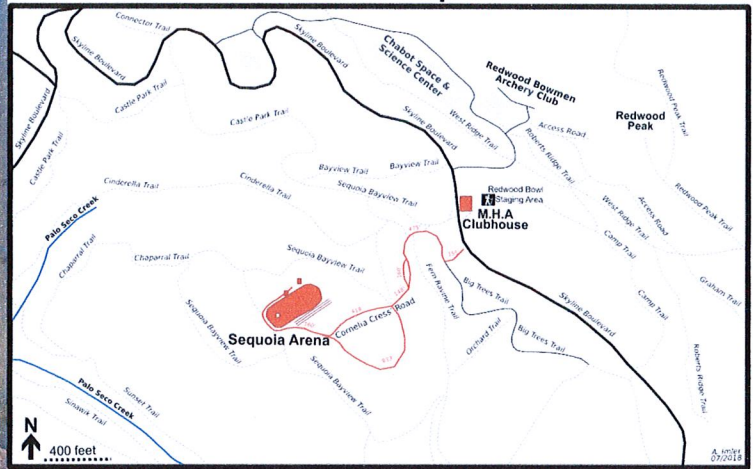 Connector Trail
Skyline Boulevard
Skyline Boulevard
Chabot Space &
Science Center
Redwood Bowmen
Archery Club
Redwood Peak Trail
Skyline Boulevard
Castle Park Trail
Castle Park Trail
Skyline Boulevard
West Ridge Trail
Access Road
Redwood
Peak
Castle Park Trail
Roberts Ridge Trail
Bayview Trail
Bayview Trail
Cinderella Trail
Cinderella Trail
Sequoia Bayview Trail
Redwood Bowl
Staging Area
M.H.A
Clubhouse
West Ridge Trail
Access Road
Redwood Peak Trail
Palo Seco Creek
Chaparral Trail
Chaparral Trail
Sequoia Bayview Trail
Camp Trail
Fern Ravine Trail
Big Trees Trail
Skyline Boulevard
Camp Trail
Graham Trail
Sequoia Bayview Trail
Cornelia Cress Road
Sequoia Arena
Orchard Trail
Big Trees Trail
Roberts Ridge Trail
Sequoia Bayview Trail
Palo Seco Creek
Sunset Trail
Sinawik Trail
N
400 feet
A. Imler
07/2018